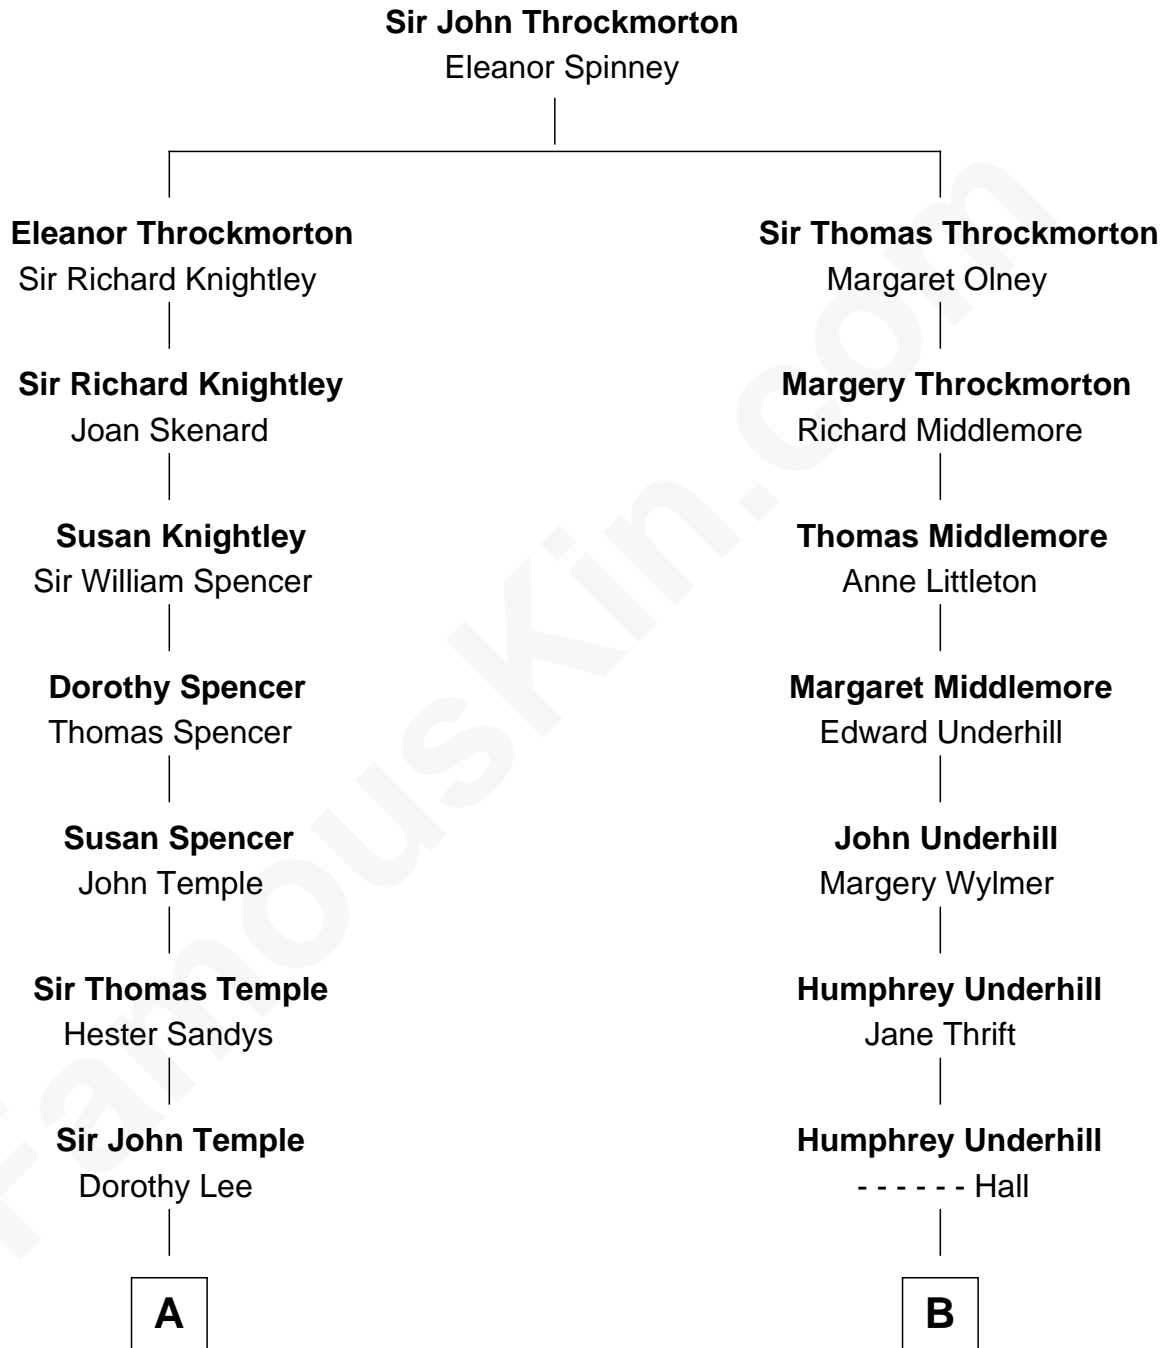 Sir John Throckmorton
Eleanor Spinney
Eleanor Throckmorton
Sir Richard Knightley
Sir Thomas Throckmorton
Margaret Olney
Sir Richard Knightley
Joan Skenard
Margery Throckmorton
Richard Middlemore
Susan Knightley
Sir William Spencer
Thomas Middlemore
Anne Littleton
Dorothy Spencer
Thomas Spencer
Margaret Middlemore
Edward Underhill
Susan Spencer
John Temple
John Underhill
Margery Wylmer
Sir Thomas Temple
Hester Sandys
Humphrey Underhill
Jane Thrift
Sir John Temple
Dorothy Lee
Humphrey Underhill
- - - - - - Hall
A
B
FamousKin.com